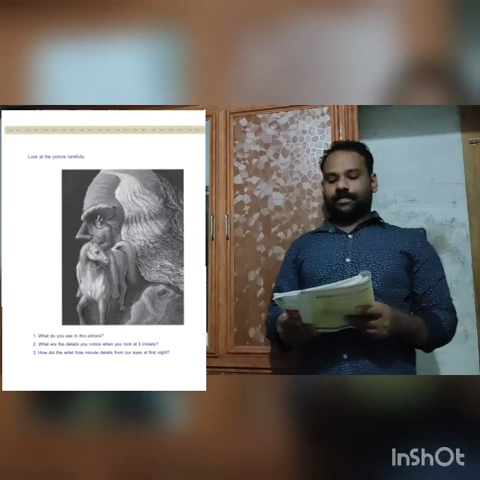 Look at the picture carefully.
1. What do you see in this picture?
2. What are the details you notice when you look at it closely?
3. How did the artist hide minute details from our eyes at first sight?
InShOt